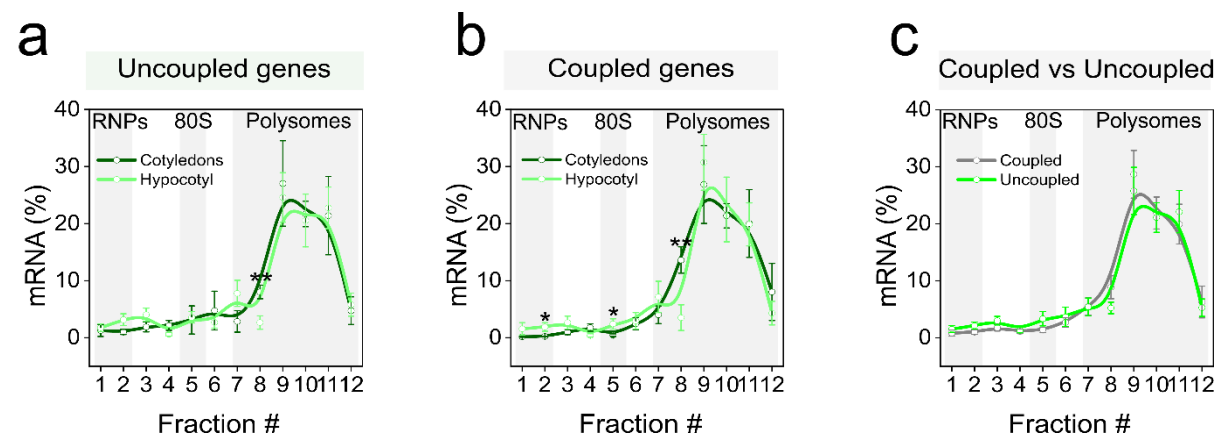 a
Uncoupled genes
40
30
20
10
0
mRNA (%)
RNPs 80S Polysomes
Cotyledons
Hypocotyl
**
1 2 3 4 5 6 7 8 9 10 11 12
Fraction #
b
Coupled genes
40
30
20
10
0
mRNA (%)
RNPs 80S Polysomes
Cotyledons
Hypocotyl
**
* *
1 2 3 4 5 6 7 8 9 10 11 12
Fraction #
c
Coupled vs Uncoupled
40
30
20
10
0
mRNA (%)
RNPs 80S Polysomes
Coupled
Uncoupled
1 2 3 4 5 6 7 8 9 10 11 12
Fraction #